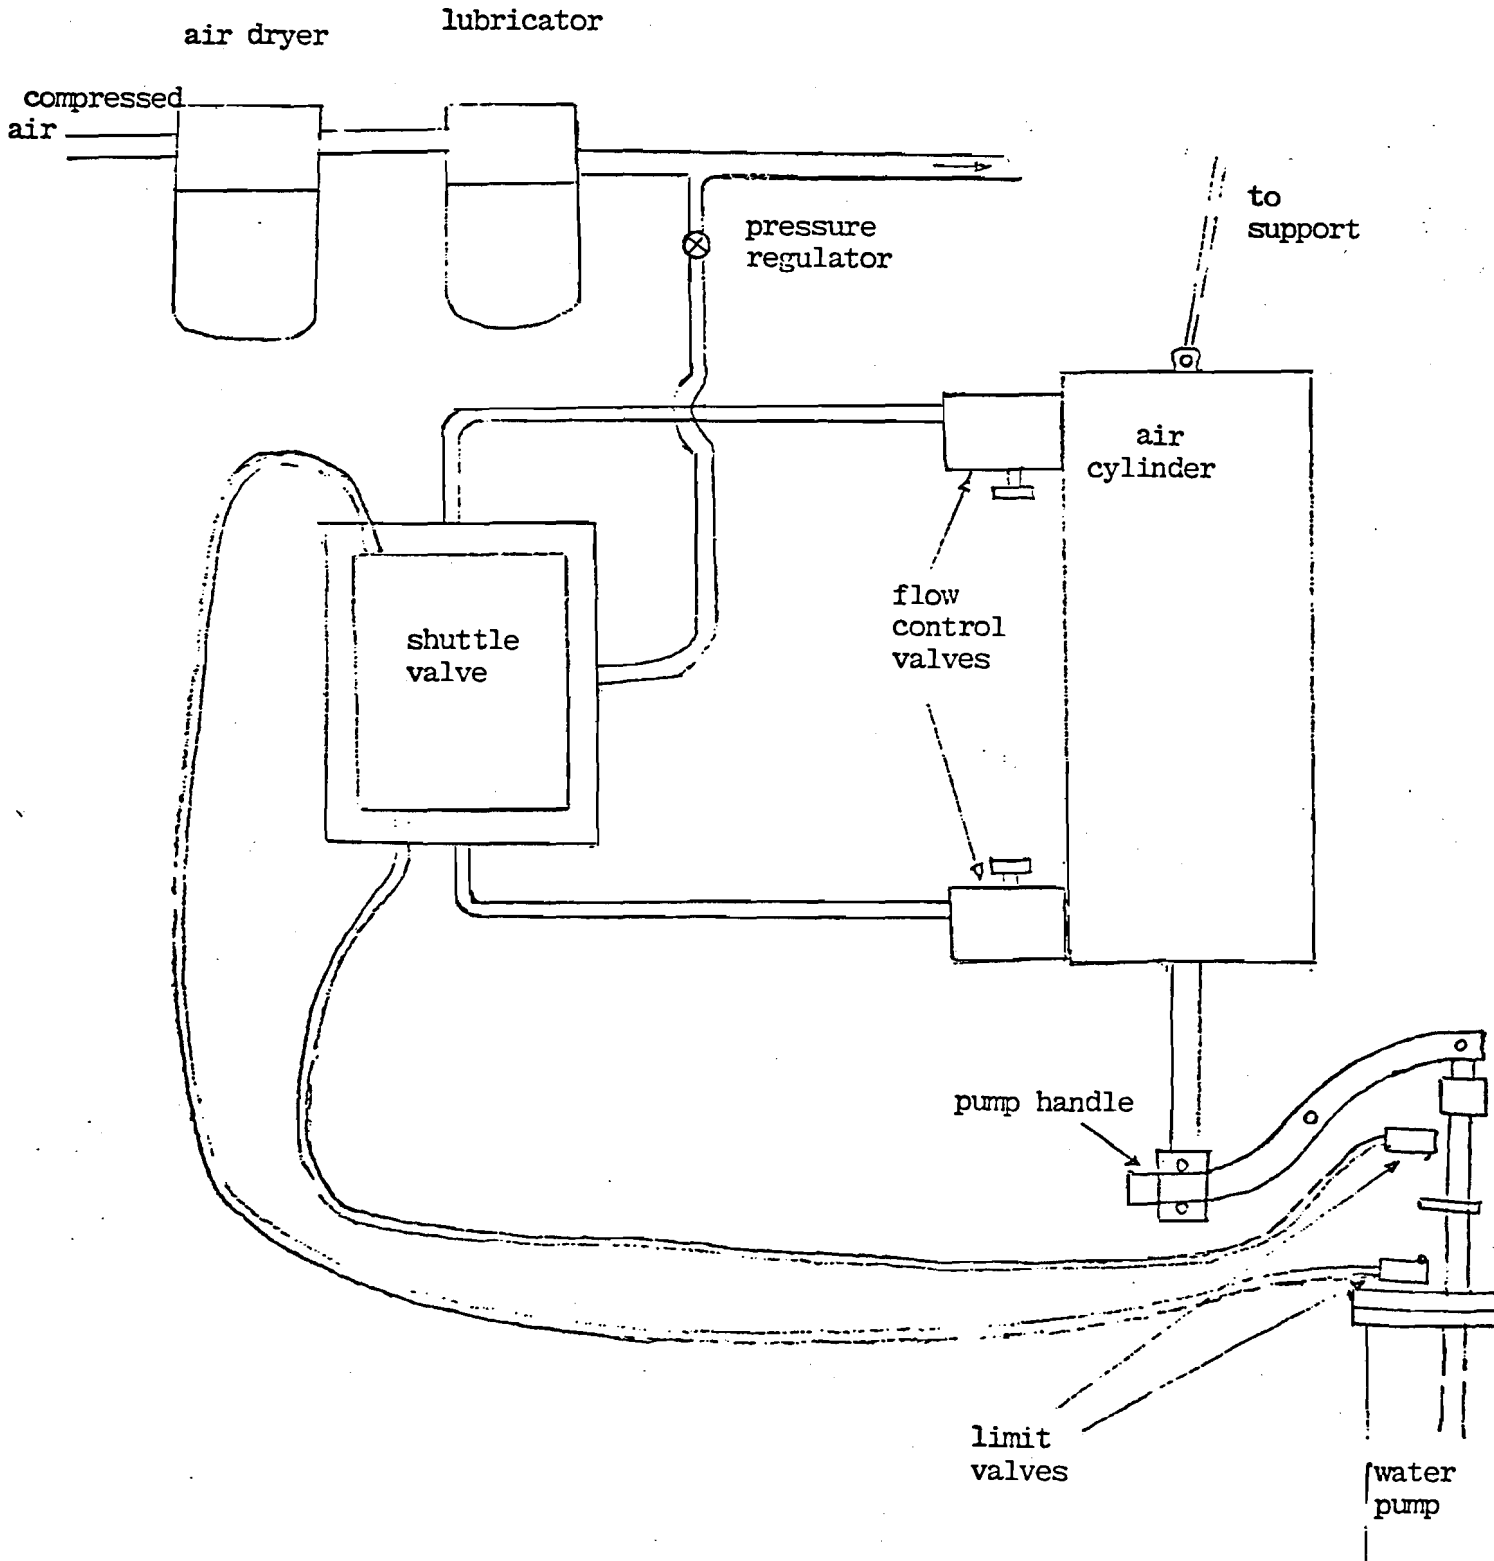 lubricator
air dryer
compressed
air
to
support
pressure
regulator
air
cylinder
flow
control
valves
shuttle
valve
pump handle
limit
valves
water
pump